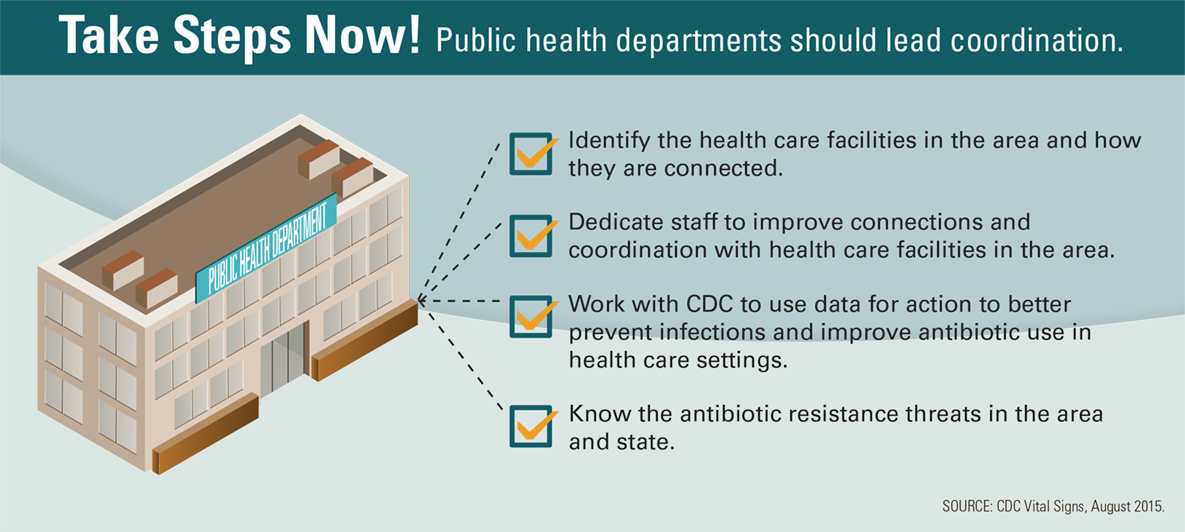 Take Steps Now! Public health departments should lead coordination.
PUBLIC HEALTH DEPARTMENT
Identify the health care facilities in the area and how
they are connected.
Dedicate staff to improve connections and
coordination with health care facilities in the area.
Work with CDC to use data for action to better
prevent infections and improve antibiotic use in
health care settings.
Know the antibiotic resistance threats in the area
and state.
SOURCE: CDC Vital Signs, August 2015.